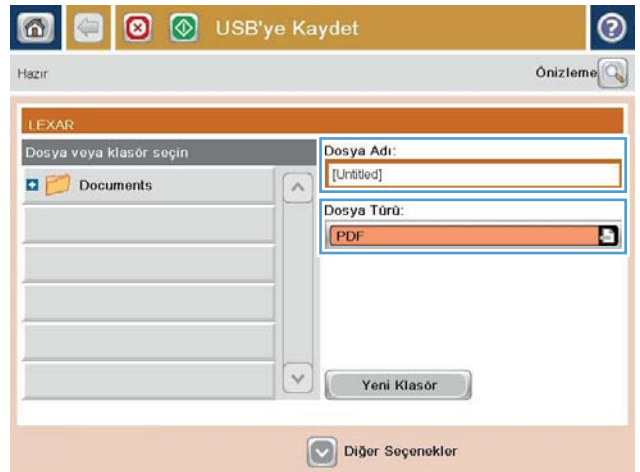 USB'ye Kaydet
?
Hazır
Önizleme
LEXAR
Dosya veya klasör seçin
Documents
Dosya Adı:
[Untitled]
Dosya Türü:
PDF
Yeni Klasör
Diğer Seçenekler